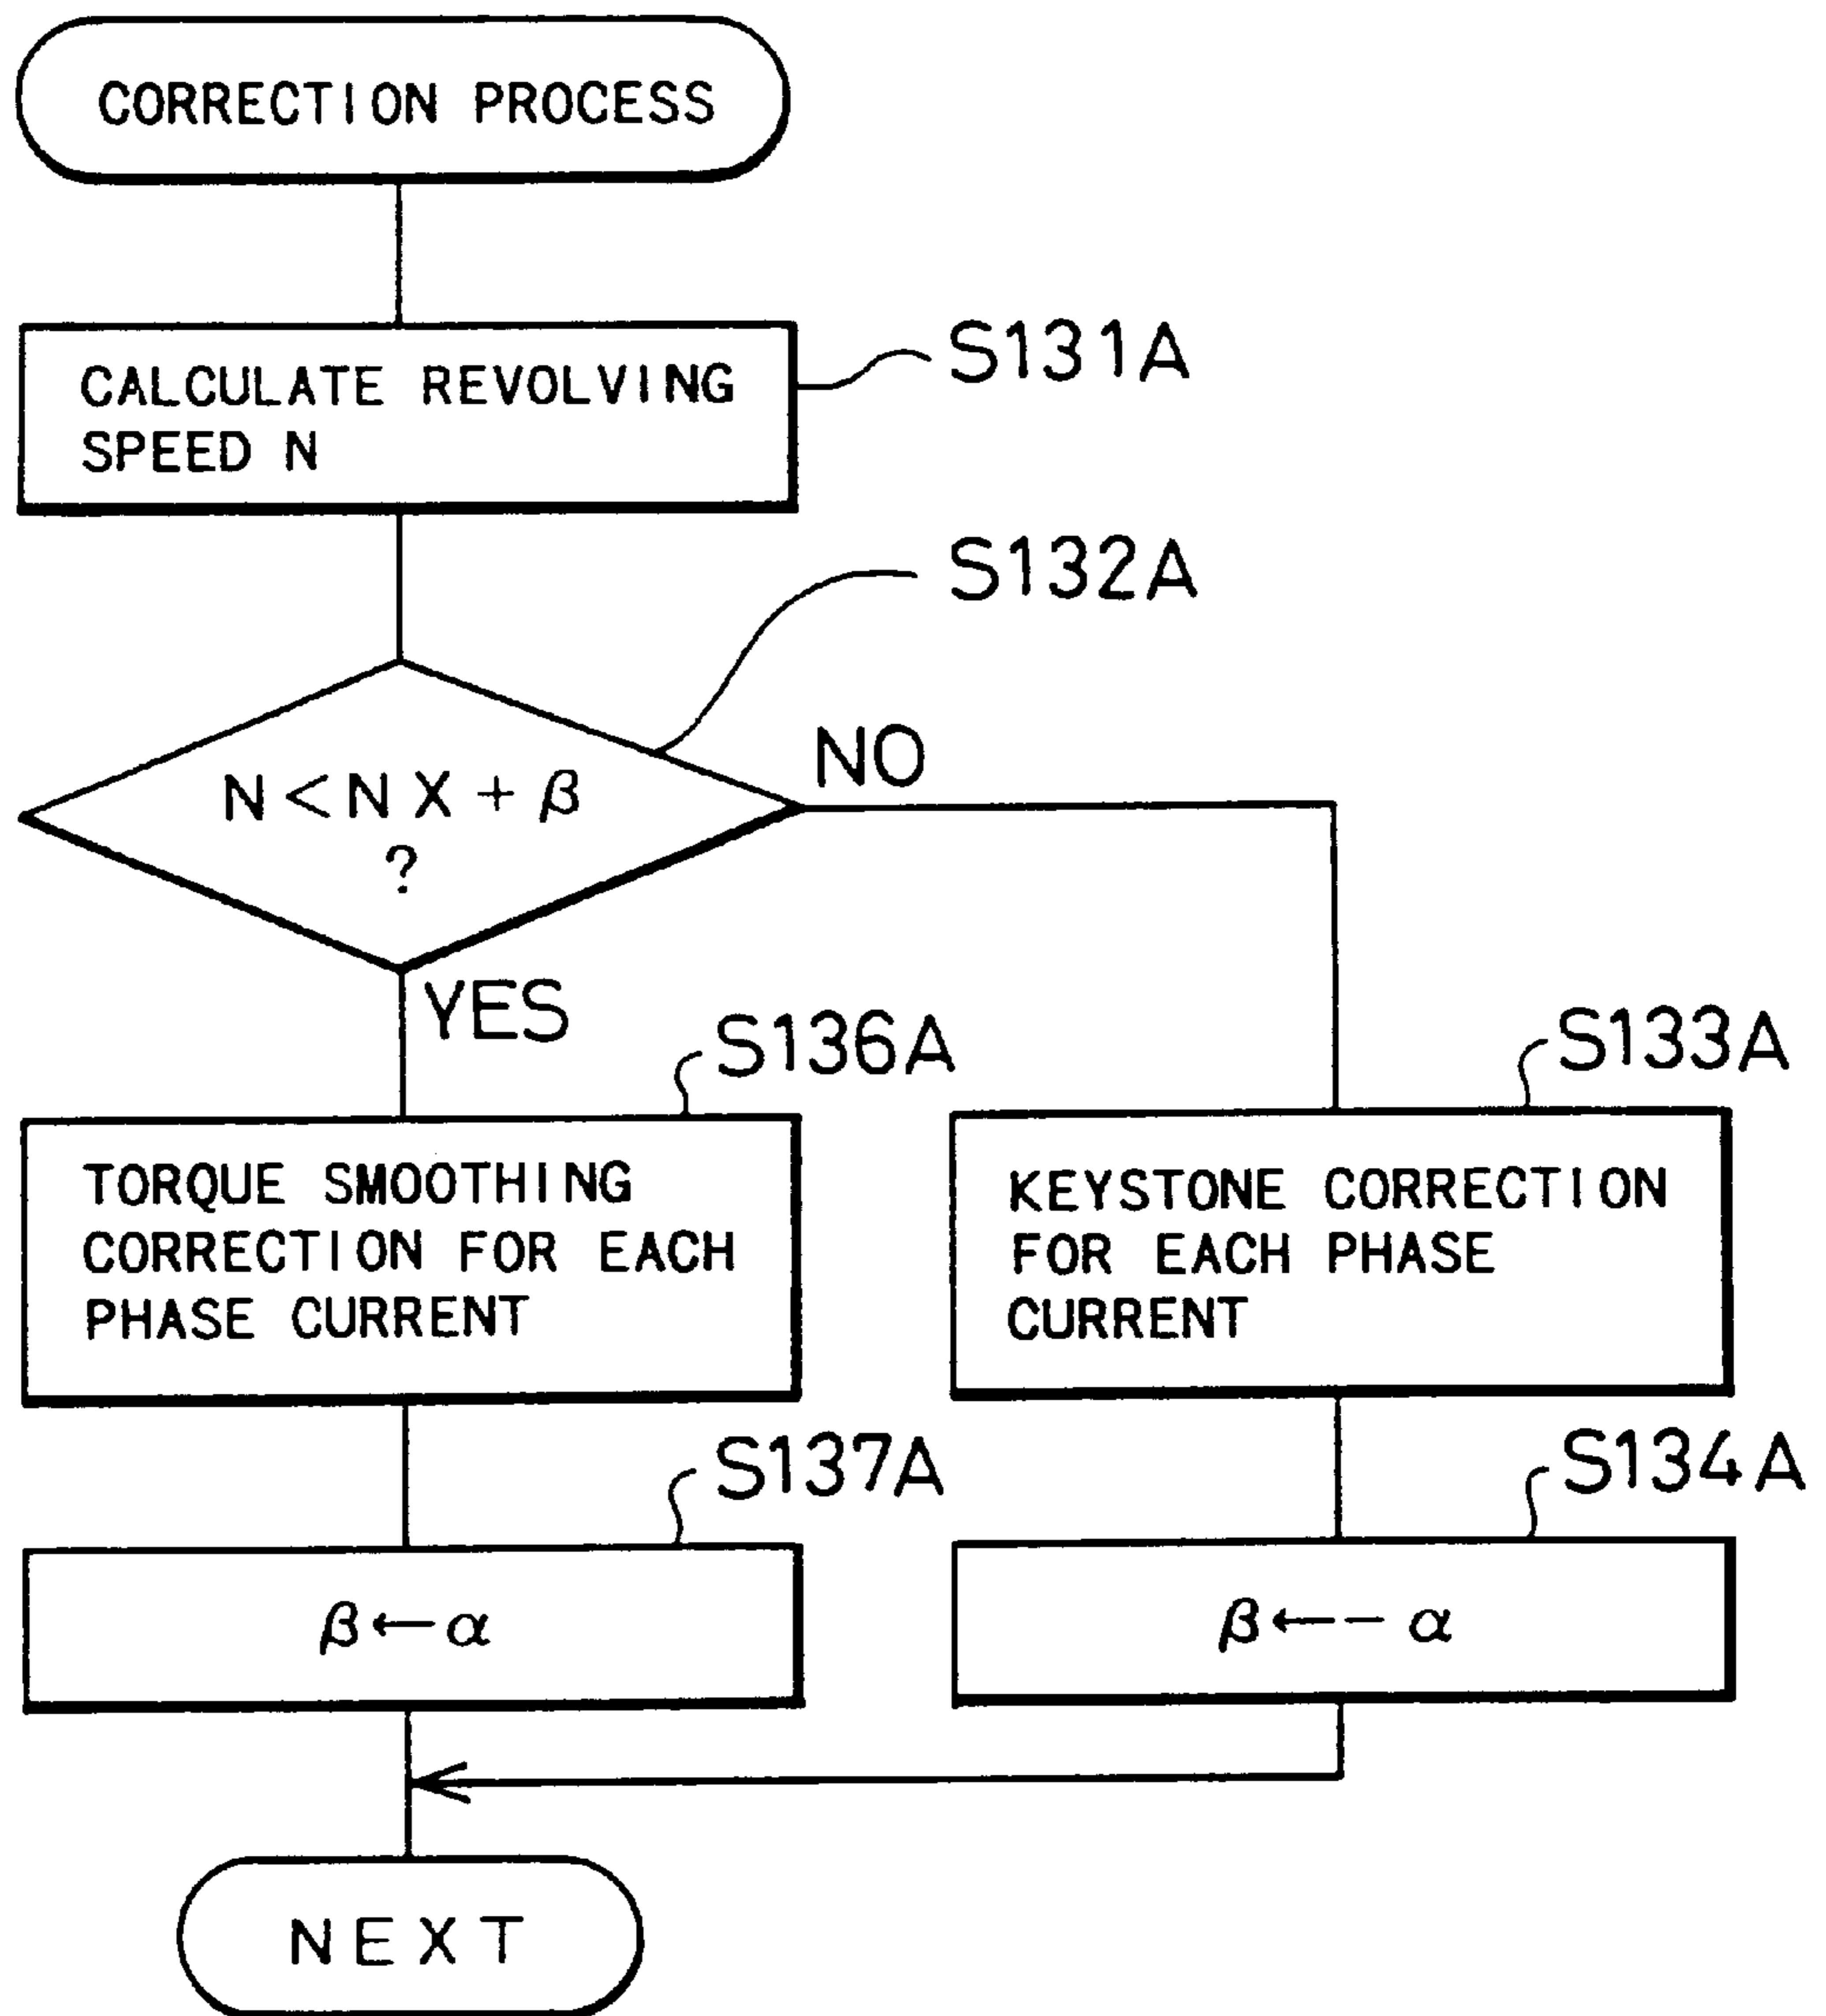 CORRECTION PROCESS
CALCULATE REVOLVING
SPEED N
S131A
S132A
N<NX+β
?
NO
YES
S136A
TORQUE SMOOTHING
CORRECTION FOR EACH
PHASE CURRENT
S133A
KEYSTONE CORRECTION
FOR EACH PHASE
CURRENT
S137A
β←α
S134A
β←-α
NEXT